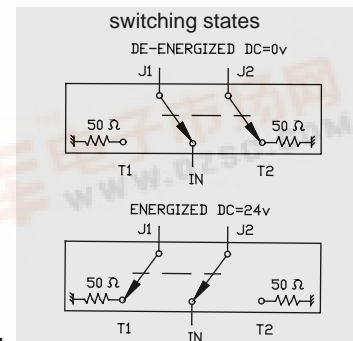 switching states
DE-ENERGIZED DC=0v
J1 J2
50 Ω 50 Ω
T1 IN T2
ENERGIZED DC=24v
J1 J2
50 Ω 50 Ω
T1 IN T2